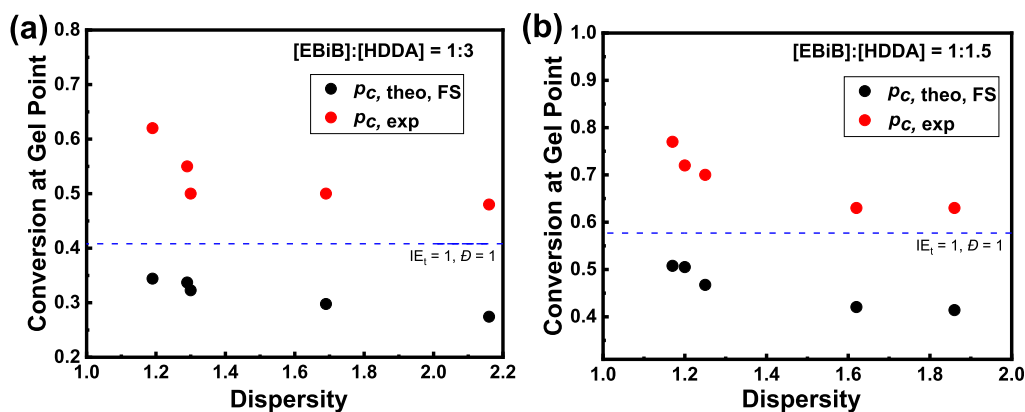 (a)
[EBiB]:[HDDA] = 1:3
pc, theo, FS
pc, exp
IEt = 1, Đ = 1
Conversion at Gel Point
0.8
0.7
0.6
0.5
0.4
0.3
0.2
1.0 1.2 1.4 1.6 1.8 2.0 2.2
Dispersity
(b)
[EBiB]:[HDDA] = 1:1.5
pc, theo, FS
pc, exp
IEt = 1, Đ = 1
Conversion at Gel Point
1.0
0.9
0.8
0.7
0.6
0.5
0.4
1.0 1.2 1.4 1.6 1.8 2.0
Dispersity